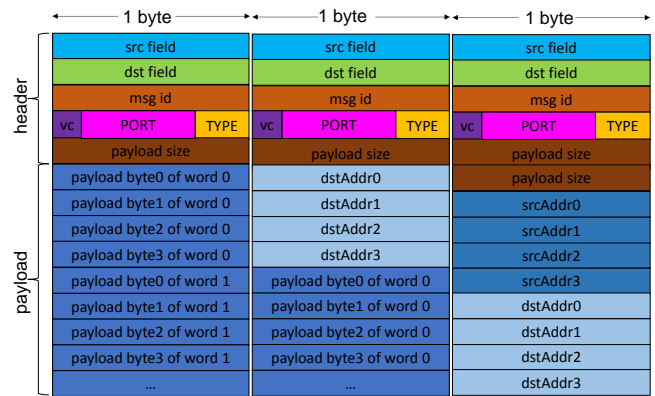 1 byte 1 byte 1 byte
header
src field src field src field
dst field dst field dst field
msg id msg id msg id
vc PORT TYPE vc PORT TYPE vc PORT TYPE
payload size payload size payload size
payload
payload byte0 of word 0 dstAddr0 payload size
payload byte1 of word 0 dstAddr1 srcAddr0
payload byte2 of word 0 dstAddr2 srcAddr1
payload byte3 of word 0 dstAddr3 srcAddr2
payload byte0 of word 1 payload byte0 of word 0 srcAddr3
payload byte1 of word 1 payload byte1 of word 0 dstAddr0
payload byte2 of word 1 payload byte2 of word 0 dstAddr1
payload byte3 of word 1 payload byte3 of word 0 dstAddr2
... ... dstAddr3